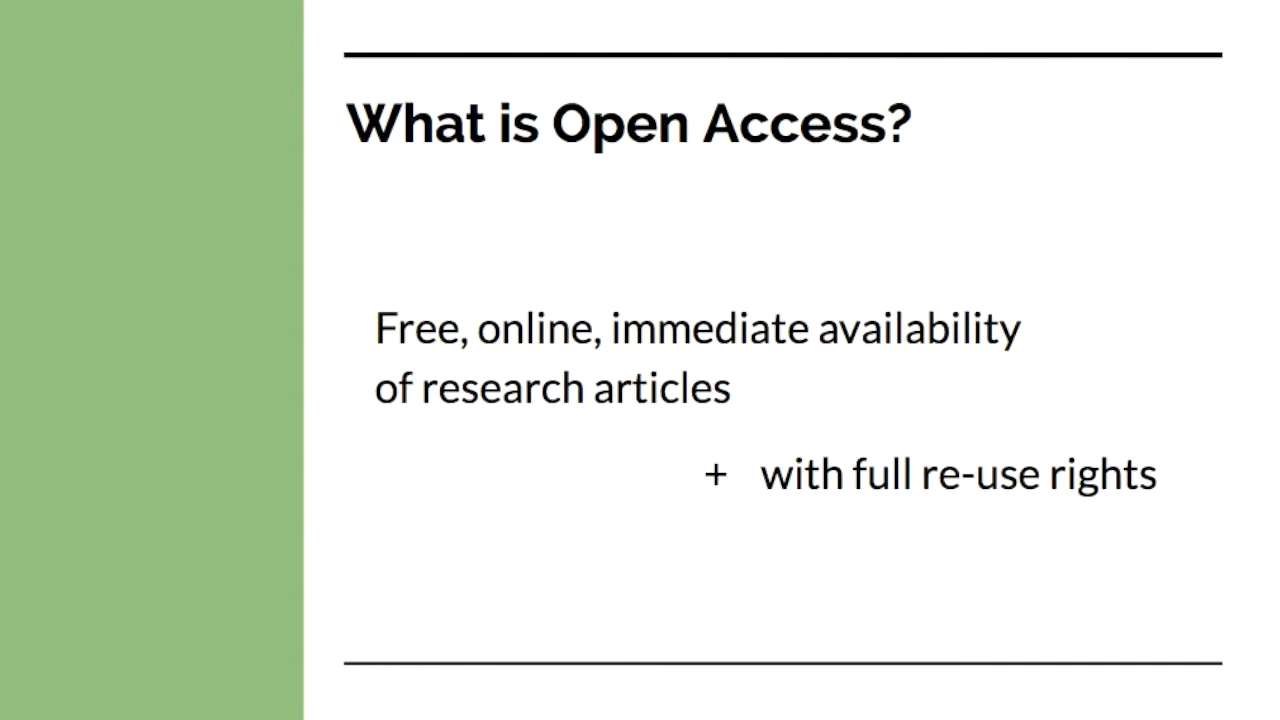 What is Open Access?
Free, online, immediate availability
of research articles
+ with full re-use rights